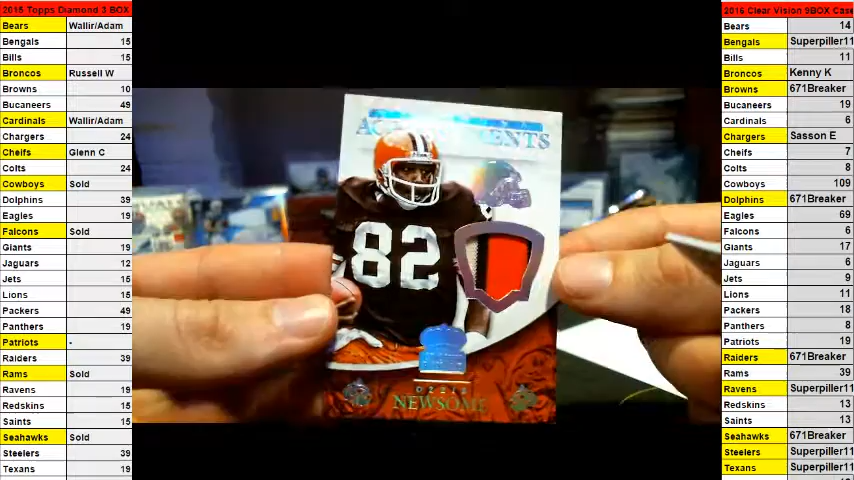 2015 Topps Diamond 3 BOX
Bears Wallir/Adam
Bengals 15
Bills 15
Broncos Russell W
Browns 10
Bucaneers 49
Cardinals Wallir/Adam
Chargers 24
Cheifs Glenn C
Colts 24
Cowboys Sold
Dolphins 39
Eagles 19
Falcons Sold
Giants 19
Jaguars 12
Jets 15
Lions 15
Packers 49
Panthers 19
Patriots -
Raiders 39
Rams Sold
Ravens 19
Redskins 15
Saints 15
Seahawks Sold
Steelers 39
Texans 19
82
NEWSOME
2016 Clear Vision 9BOX Case
Bears 14
Bengals Superpiller11
Bills 11
Broncos Kenny K
Browns 671Breaker
Bucaneers 19
Cardinals 6
Chargers Sasson E
Cheifs 7
Colts 8
Cowboys 109
Dolphins 671Breaker
Eagles 69
Falcons 6
Giants 17
Jaguars 6
Jets 9
Lions 11
Packers 18
Panthers 8
Patriots 19
Raiders 671Breaker
Rams 39
Ravens Superpiller11
Redskins 13
Saints 13
Seahawks 671Breaker
Steelers Superpiller11
Texans Superpiller11